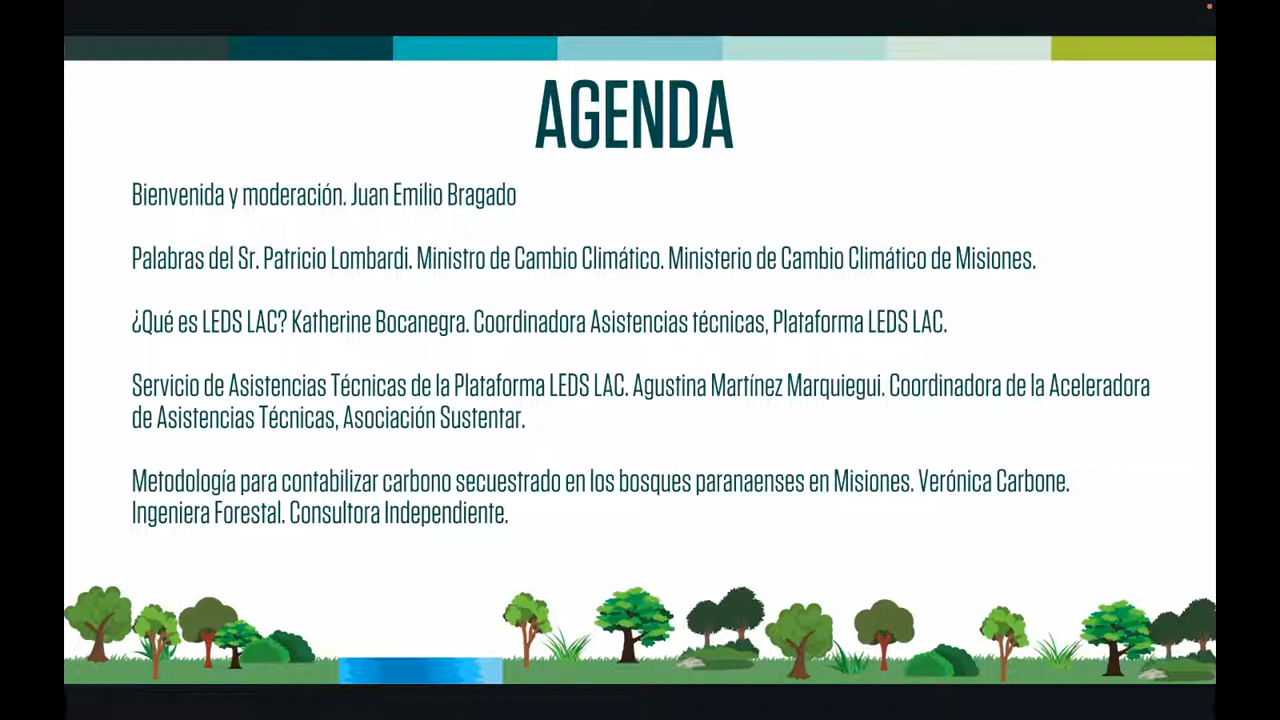 AGENDA
Bienvenida y moderación. Juan Emilio Bragado
Palabras del Sr. Patricio Lombardi. Ministro de Cambio Climático. Ministerio de Cambio Climático de Misiones.
¿Qué es LEDS LAC? Katherine Bocanegra. Coordinadora Asistencias técnicas, Plataforma LEDS LAC.
Servicio de Asistencias Técnicas de la Plataforma LEDS LAC. Agustina Martínez Marquiegui. Coordinadora de la Aceleradora
de Asistencias Técnicas, Asociación Sustentar.
Metodología para contabilizar carbono secuestrado en los bosques paranaenses en Misiones. Verónica Carbone.
Ingeniera Forestal. Consultora Independiente.